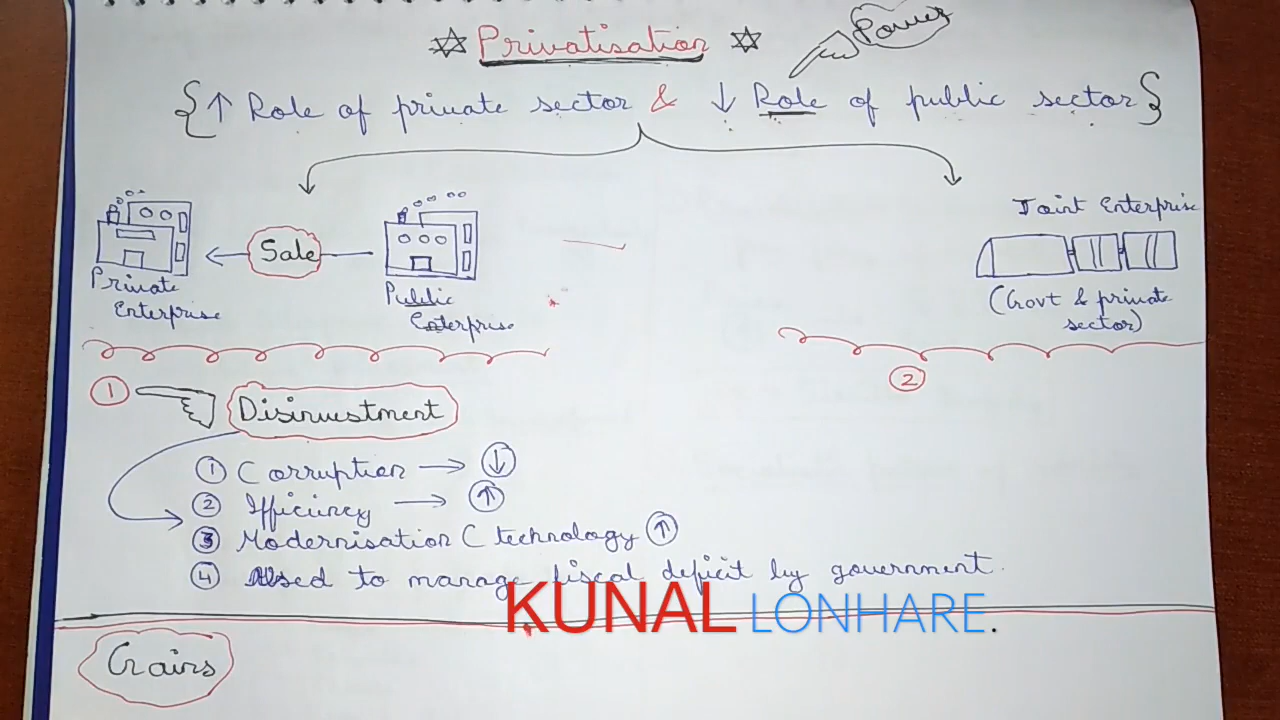 Privatisation
Power
{↑ Role of private sector & ↓ Role of public sector}
Sale
Private
Enterprise
Public
Enterprise
Joint Enterprise
(Govt & private
sector)
① Disinvestment
②
① Corruption → ↓
② Efficiency → ↑
③ Modernisation C technology ↑
④ Used to manage fiscal deficit by government.
KUNAL LONHARE.
Gains